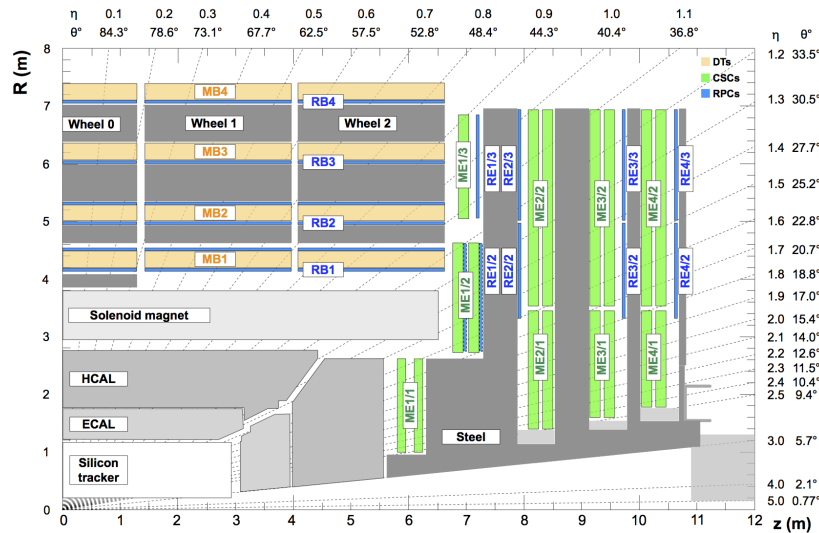 η 0.1 0.2 0.3 0.4 0.5 0.6 0.7 0.8 0.9 1.0 1.1
θ° 84.3° 78.6° 73.1° 67.7° 62.5° 57.5° 52.8° 48.4° 44.3° 40.4° 36.8°
η θ°
R (m)
8
7
6
5
4
3
2
1
0
1.2 33.5°
1.3 30.5°
1.4 27.7°
1.5 25.2°
1.6 22.8°
1.7 20.7°
1.8 18.8°
1.9 17.0°
2.0 15.4°
2.1 14.0°
2.2 12.6°
2.3 11.5°
2.4 10.4°
2.5 9.4°
3.0 5.7°
4.0 2.1°
5.0 0.77°
DTs
CSCs
RPCs
MB4
RB4
Wheel 0
Wheel 1
Wheel 2
MB3
RB3
MB2
RB2
MB1
RB1
Solenoid magnet
HCAL
ECAL
Silicon
tracker
Steel
ME1/3
RE1/3
RE2/3
ME2/2
ME3/2
RE3/3
ME4/2
RE4/3
ME1/2
RE1/2
RE2/2
RE3/2
RE4/2
ME1/1
ME2/1
ME3/1
ME4/1
0 1 2 3 4 5 6 7 8 9 10 11 12
z (m)